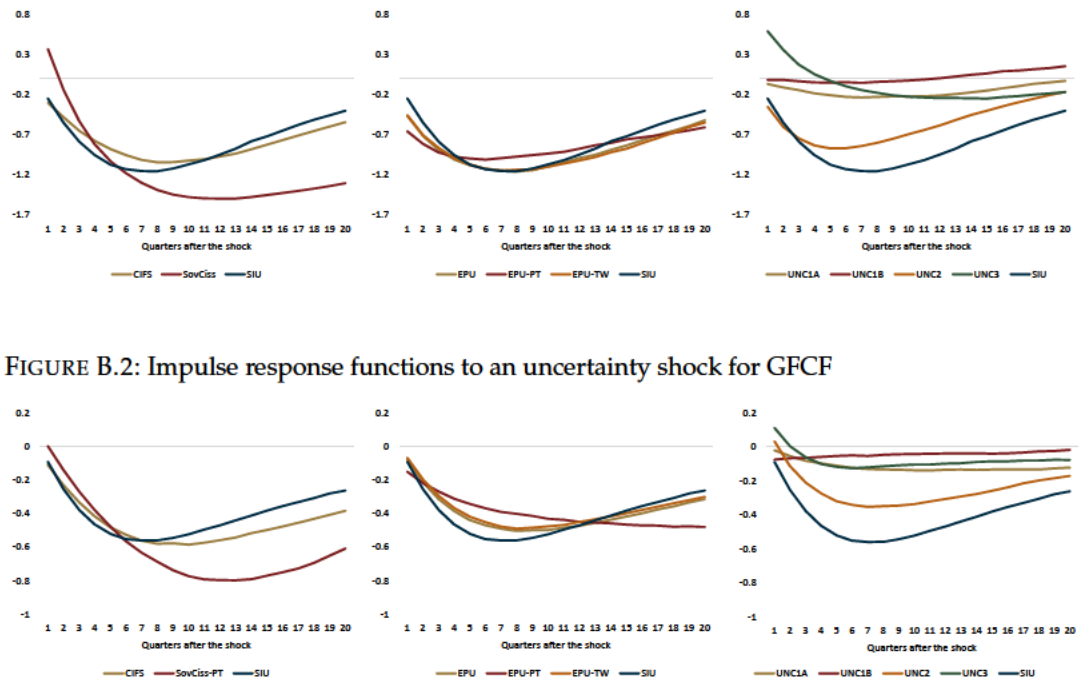 0.8
0.3
-0.2
-0.7
-1.2
-1.7
1 2 3 4 5 6 7 8 9 10 11 12 13 14 15 16 17 18 19 20
Quarters after the shock
CIFS SovCiss SIU
0.8
0.3
-0.2
-0.7
-1.2
-1.7
1 2 3 4 5 6 7 8 9 10 11 12 13 14 15 16 17 18 19 20
Quarters after the shock
EPU EPU-PT EPU-TW SIU
0.8
0.3
-0.2
-0.7
-1.2
-1.7
1 2 3 4 5 6 7 8 9 10 11 12 13 14 15 16 17 18 19 20
Quarters after the shock
UNC1A UNC1B UNC2 UNC3 SIU
FIGURE B.2: Impulse response functions to an uncertainty shock for GFCF
0.2
0
-0.2
-0.4
-0.6
-0.8
-1
1 2 3 4 5 6 7 8 9 10 11 12 13 14 15 16 17 18 19 20
Quarters after the shock
CIFS SovCiss-PT SIU
0.2
0
-0.2
-0.4
-0.6
-0.8
-1
1 2 3 4 5 6 7 8 9 10 11 12 13 14 15 16 17 18 19 20
Quarters after the shock
EPU EPU-PT EPU-TW SIU
0.2
0
-0.2
-0.4
-0.6
-0.8
-1
1 2 3 4 5 6 7 8 9 10 11 12 13 14 15 16 17 18 19 20
Quarters after the shock
UNC1A UNC1B UNC2 UNC3 SIU